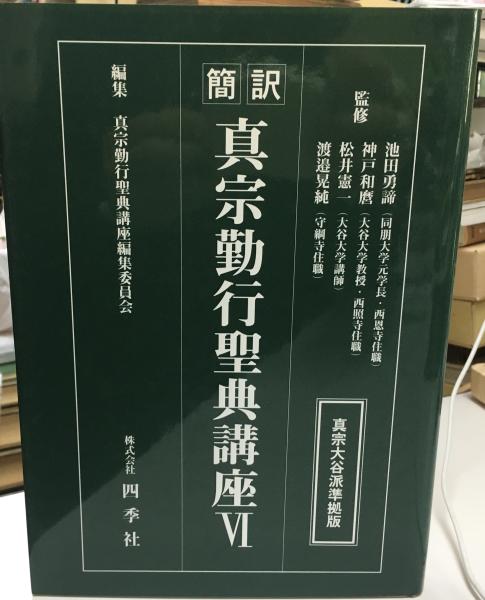 監修
池田勇諦（同朋大学元学長・西恩寺住職）
神戸和麿（大谷大学教授・西照寺住職）
松井憲一（大谷大学講師）
渡邉晃純（守綱寺住職）
真宗大谷派準拠版
簡訳
真宗勤行聖典講座Ⅵ
編集 真宗勤行聖典講座編集委員会
株式会社 四季社